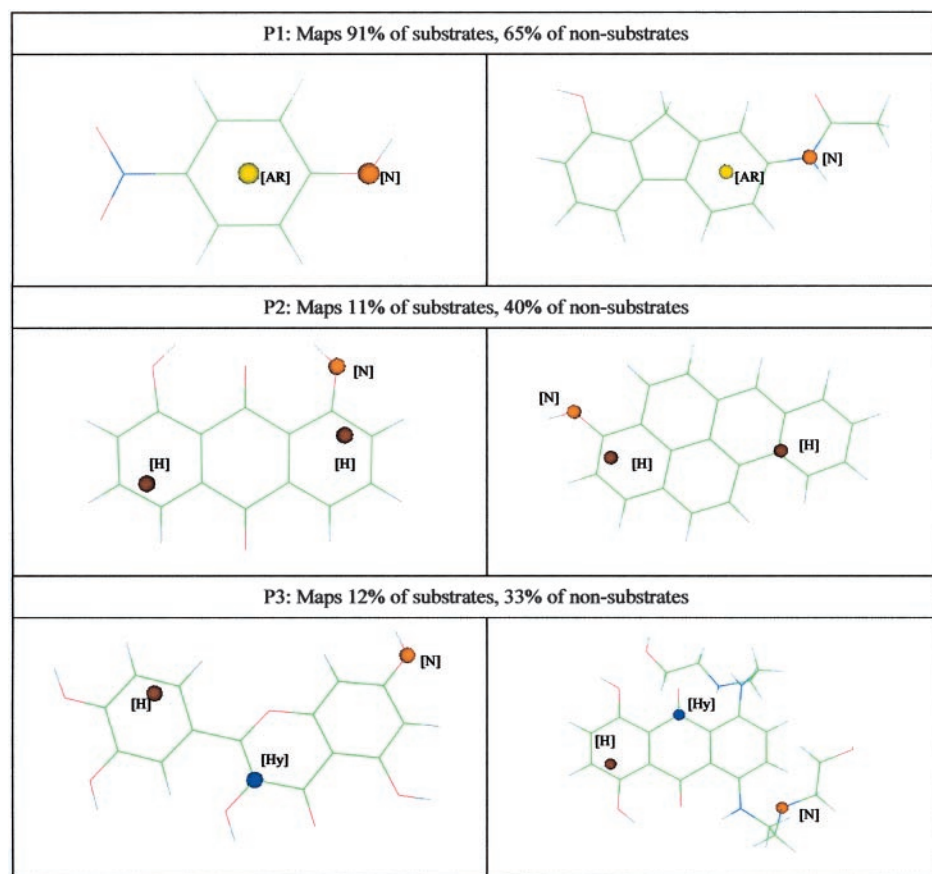 P1: Maps 91% of substrates, 65% of non-substrates
[AR] [N]
[AR] [N]
P2: Maps 11% of substrates, 40% of non-substrates
[N]
[H]
[H]
[N]
[H]
[H]
P3: Maps 12% of substrates, 33% of non-substrates
[N]
[H]
[Hy]
[Hy]
[H]
[N]